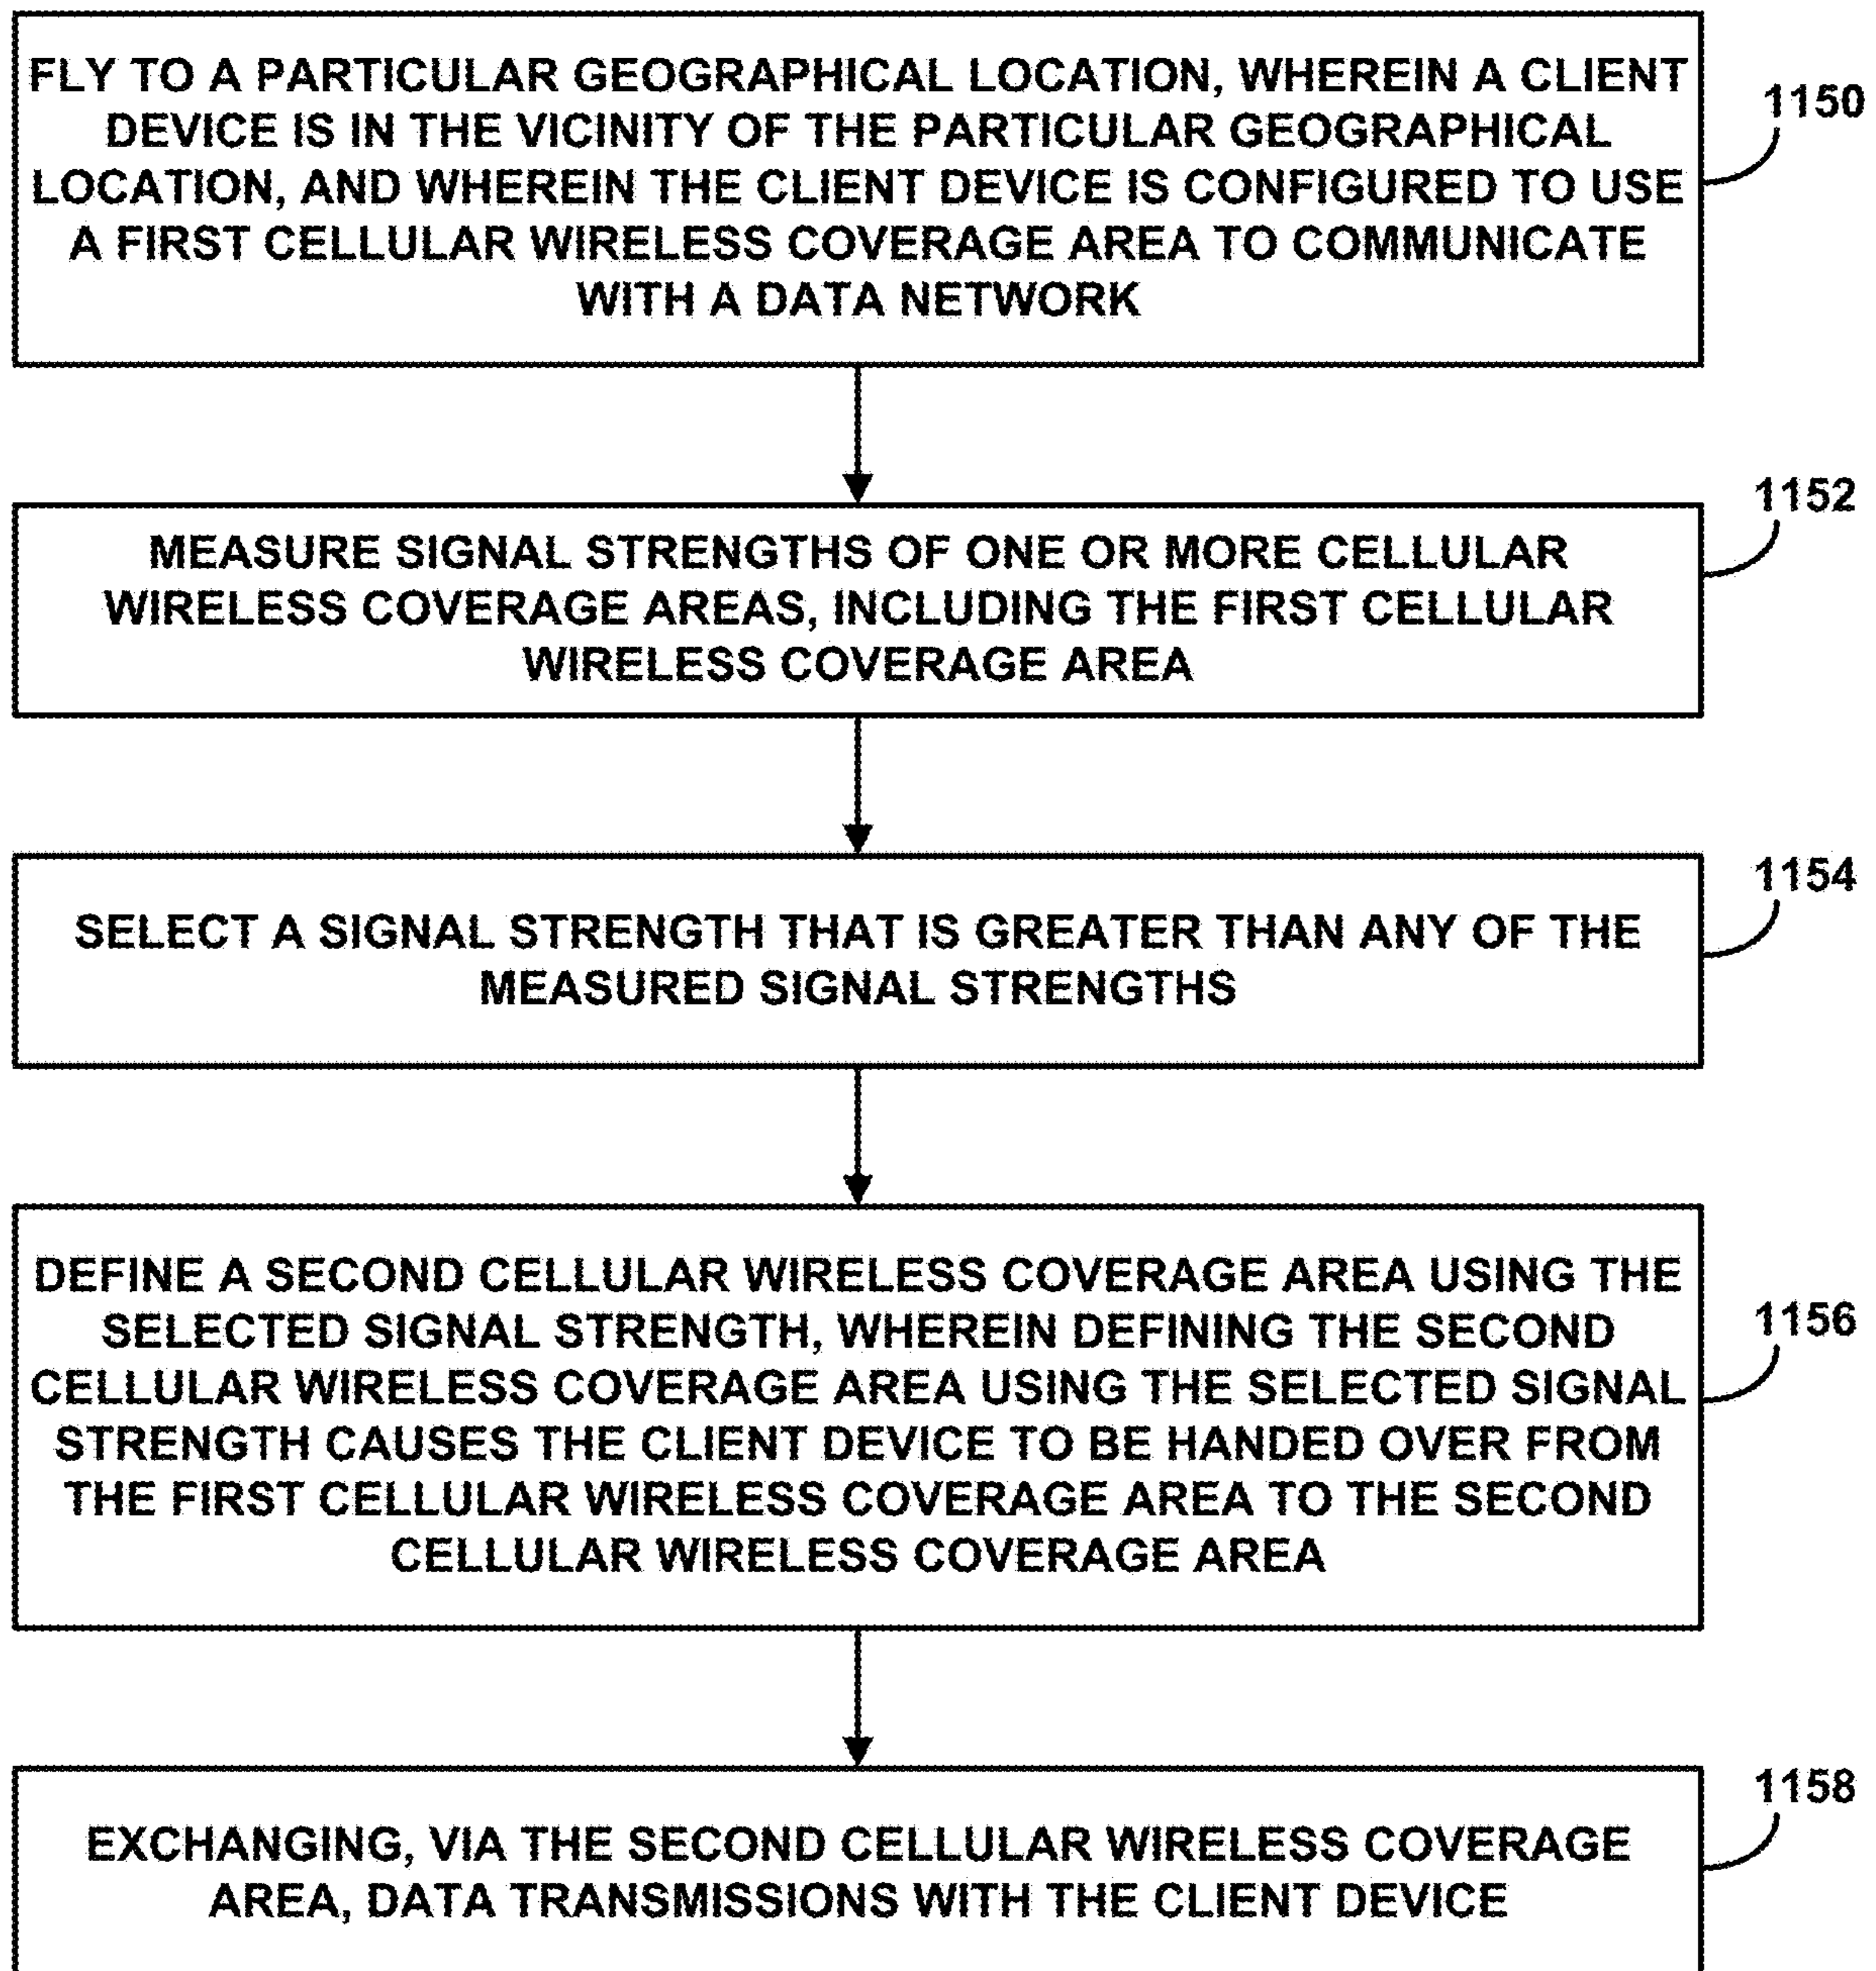 FLY TO A PARTICULAR GEOGRAPHICAL LOCATION, WHEREIN A CLIENT
DEVICE IS IN THE VICINITY OF THE PARTICULAR GEOGRAPHICAL
LOCATION, AND WHEREIN THE CLIENT DEVICE IS CONFIGURED TO USE
A FIRST CELLULAR WIRELESS COVERAGE AREA TO COMMUNICATE
WITH A DATA NETWORK
1150
MEASURE SIGNAL STRENGTHS OF ONE OR MORE CELLULAR
WIRELESS COVERAGE AREAS, INCLUDING THE FIRST CELLULAR
WIRELESS COVERAGE AREA
1152
SELECT A SIGNAL STRENGTH THAT IS GREATER THAN ANY OF THE
MEASURED SIGNAL STRENGTHS
1154
DEFINE A SECOND CELLULAR WIRELESS COVERAGE AREA USING THE
SELECTED SIGNAL STRENGTH, WHEREIN DEFINING THE SECOND
CELLULAR WIRELESS COVERAGE AREA USING THE SELECTED SIGNAL
STRENGTH CAUSES THE CLIENT DEVICE TO BE HANDED OVER FROM
THE FIRST CELLULAR WIRELESS COVERAGE AREA TO THE SECOND
CELLULAR WIRELESS COVERAGE AREA
1156
EXCHANGING, VIA THE SECOND CELLULAR WIRELESS COVERAGE
AREA, DATA TRANSMISSIONS WITH THE CLIENT DEVICE
1158